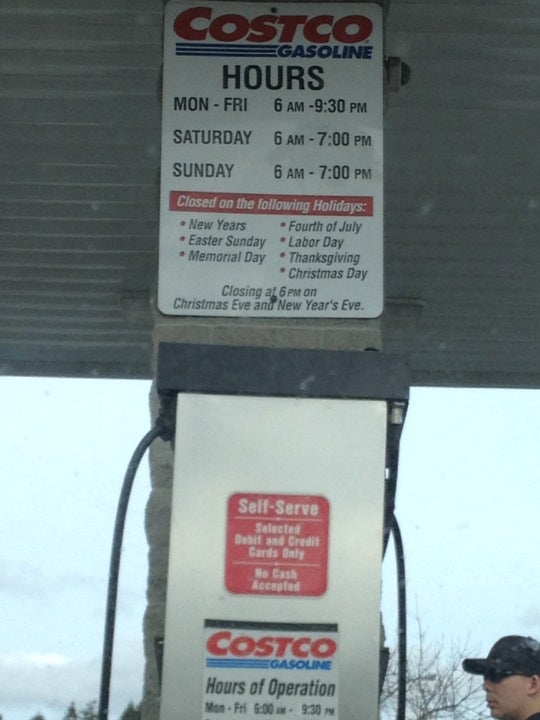 COSTCO
GASOLINE
HOURS
MON - FRI 6 AM -9:30 PM
SATURDAY 6 AM - 7:00 PM
SUNDAY 6 AM - 7:00 PM
Closed on the following Holidays:
• New Years • Fourth of July
• Easter Sunday • Labor Day
• Memorial Day • Thanksgiving
• Christmas Day
Closing at 6 PM on
Christmas Eve and New Year's Eve.
Self-Serve
Selected
Debit and Credit
Cards Only
No Cash
Accepted
COSTCO
GASOLINE
Hours of Operation
Mon - Fri 6:00 AM - 9:30 PM